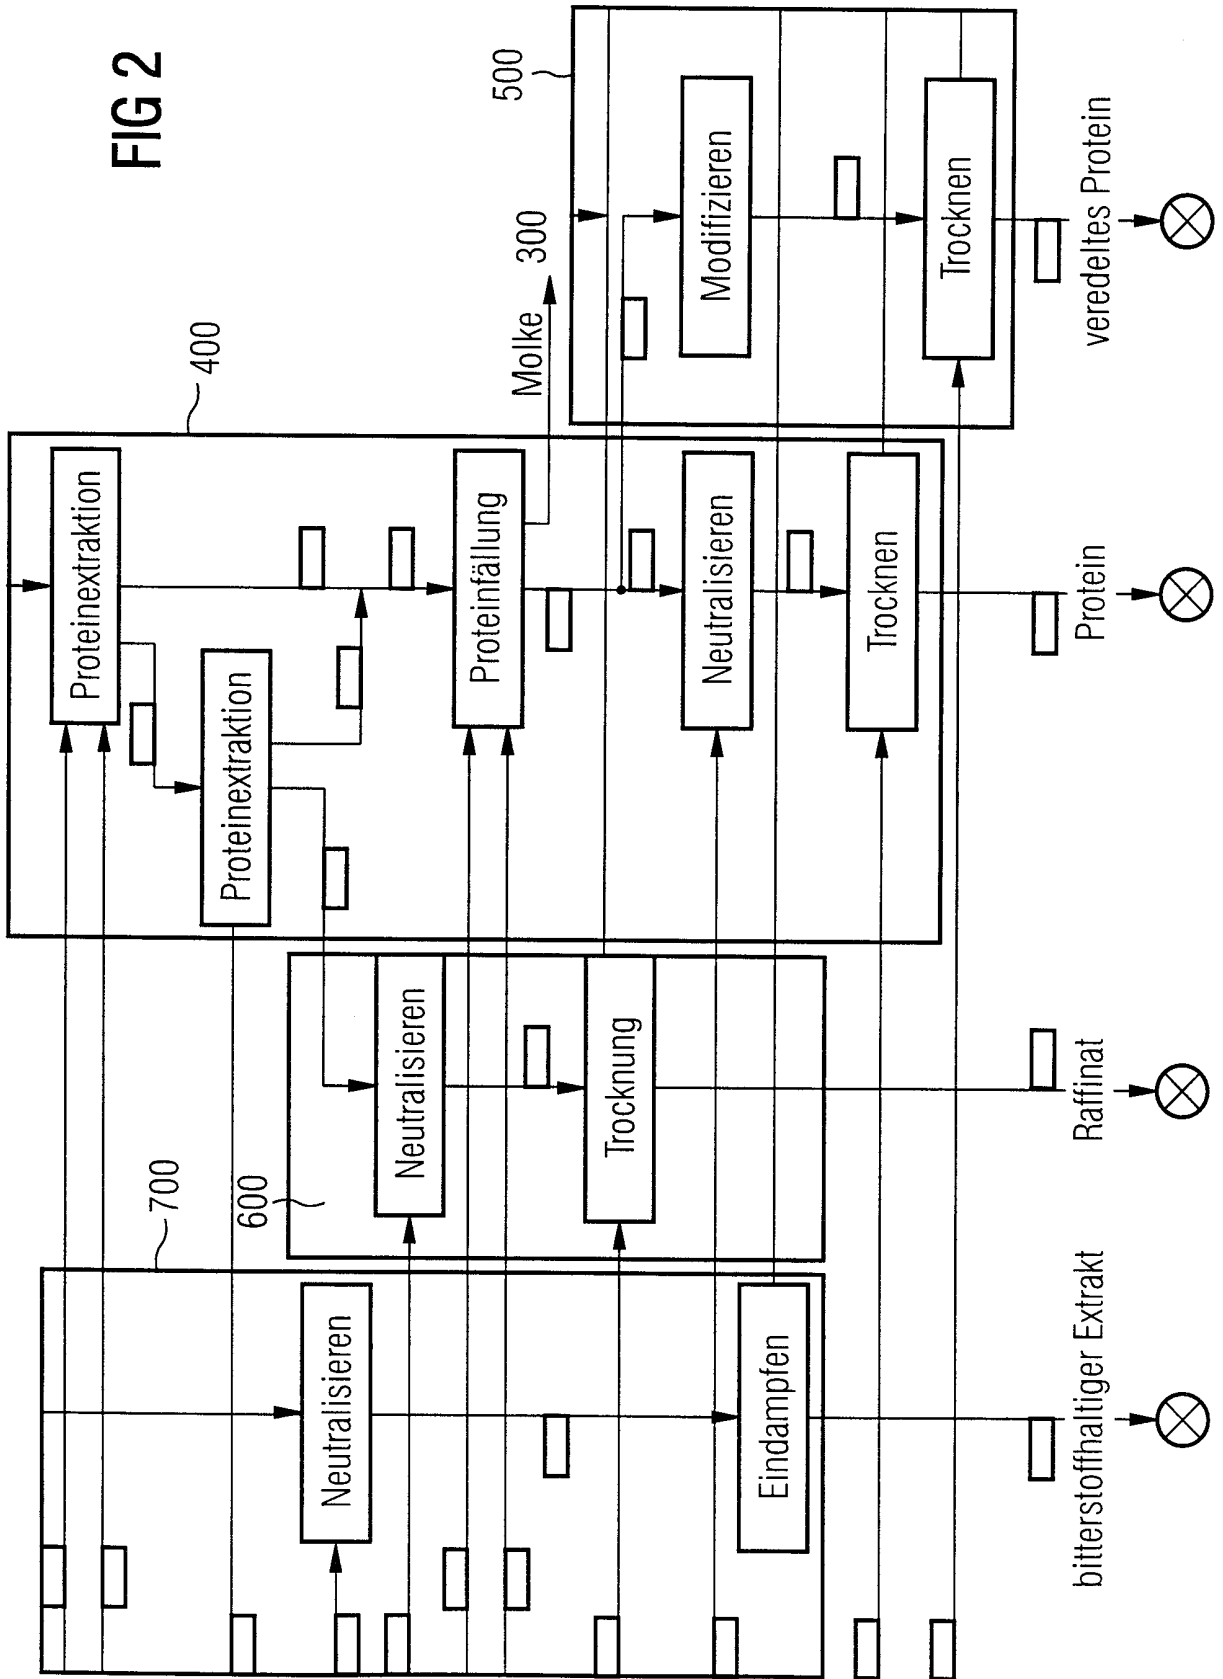 FIG 2
700
Neutralisieren
Eindampfen
bitterstoffhaltiger Extrakt
600
Neutralisieren
Trocknung
Raffinat
400
Proteinextraktion
Proteinextraktion
Proteinfällung
Neutralisieren
Trocknen
Protein
Molke
300
500
Modifizieren
Trocknen
veredeltes Protein